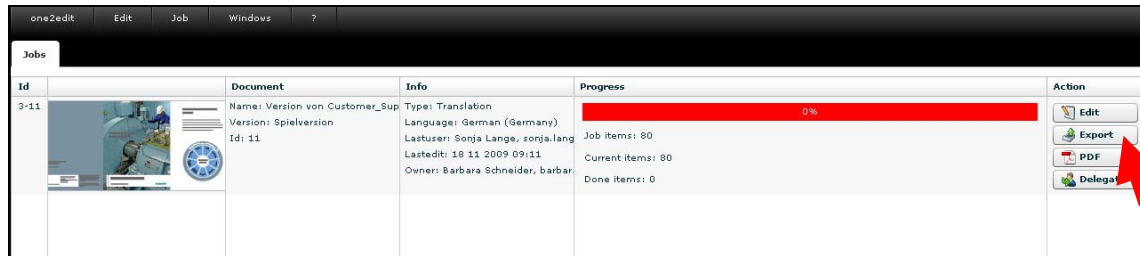 one2edit Edit Job Windows ?
Jobs
Id Document Info Progress Action
3-11 Name: Version von Customer_Sup Type: Translation 0% Edit
Version: Spielversion Language: German (Germany)
Id: 11 Lastuser: Sonja Lange, sonja.lang Job items: 80 Export
Lastedit: 18 11 2009 09:11 Current items: 80 PDF
Owner: Barbara Schneider, barbar. Done items: 0 Delegat